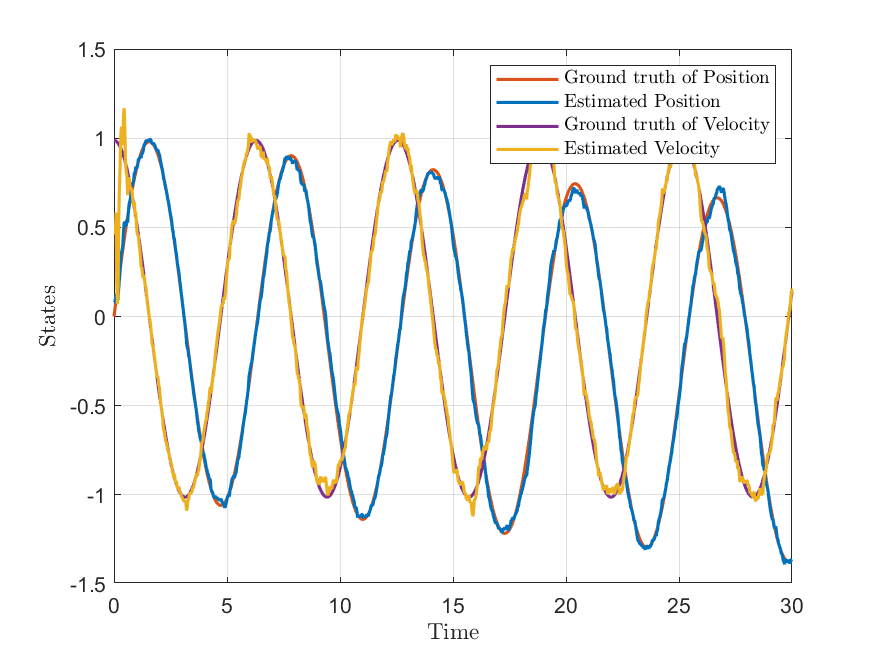 1.5
1
0.5
0
-0.5
-1
-1.5
States
Ground truth of Position
Estimated Position
Ground truth of Velocity
Estimated Velocity
0 5 10 15 20 25 30
Time